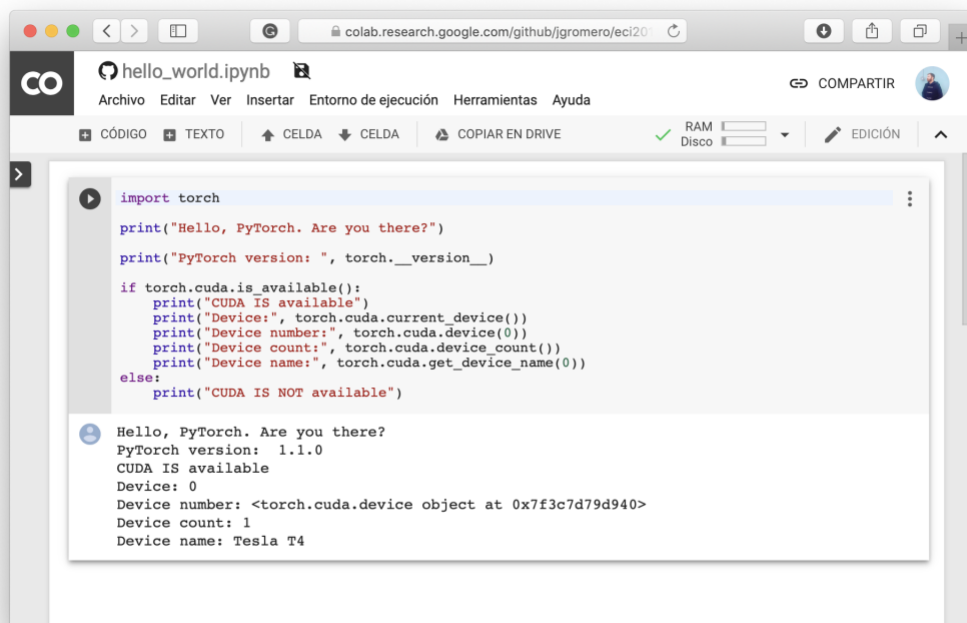 colab.research.google.com/github/jgromero/eci20
CO
hello_world.ipynb
COMPARTIR
Archivo Editar Ver Insertar Entorno de ejecución Herramientas Ayuda
CÓDIGO TEXTO CELDA CELDA COPIAR EN DRIVE RAM EDICIÓN
Disco
import torch
print("Hello, PyTorch. Are you there?")
print("PyTorch version: ", torch.__version__)
if torch.cuda.is_available():
    print("CUDA IS available")
    print("Device:", torch.cuda.current_device())
    print("Device number:", torch.cuda.device(0))
    print("Device count:", torch.cuda.device_count())
    print("Device name:", torch.cuda.get_device_name(0))
else:
    print("CUDA IS NOT available")
Hello, PyTorch. Are you there?
PyTorch version:  1.1.0
CUDA IS available
Device: 0
Device number: <torch.cuda.device object at 0x7f3c7d79d940>
Device count: 1
Device name: Tesla T4